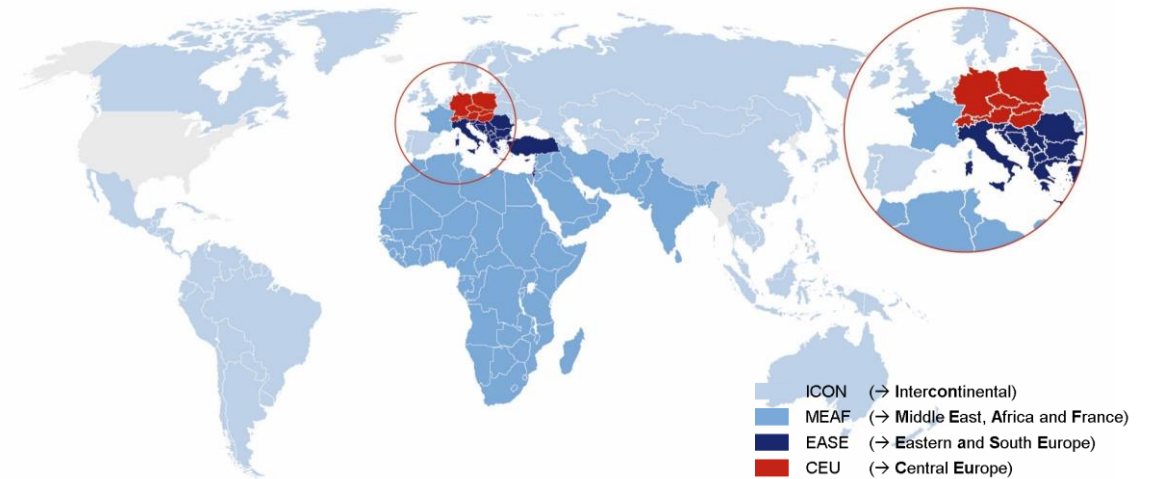 ICON (→ Intercontinental)
MEAF (→ Middle East, Africa and France)
EASE (→ Eastern and South Europe)
CEU (→ Central Europe)